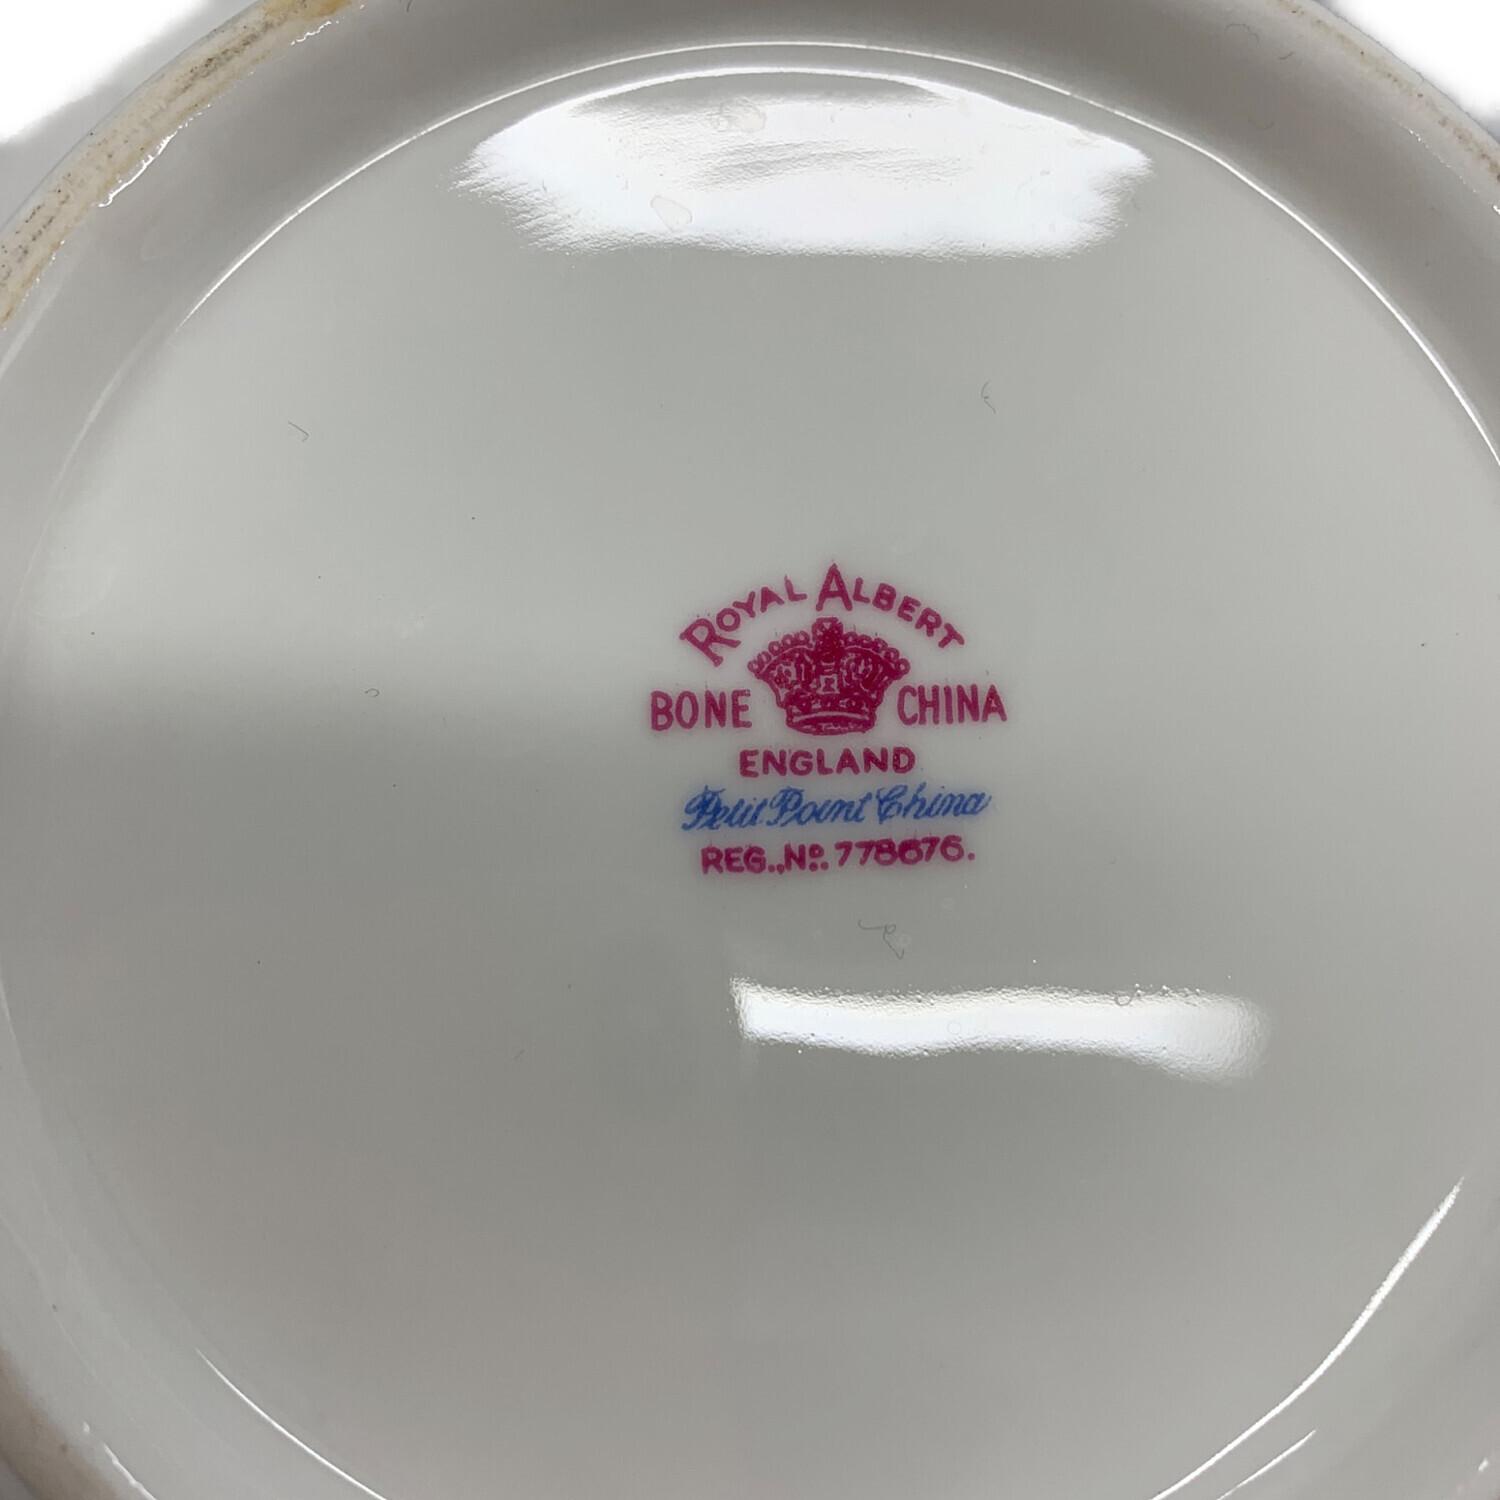 ROYAL ALBERT
BONE CHINA
ENGLAND
Petit Point China
REG., No. 778676.